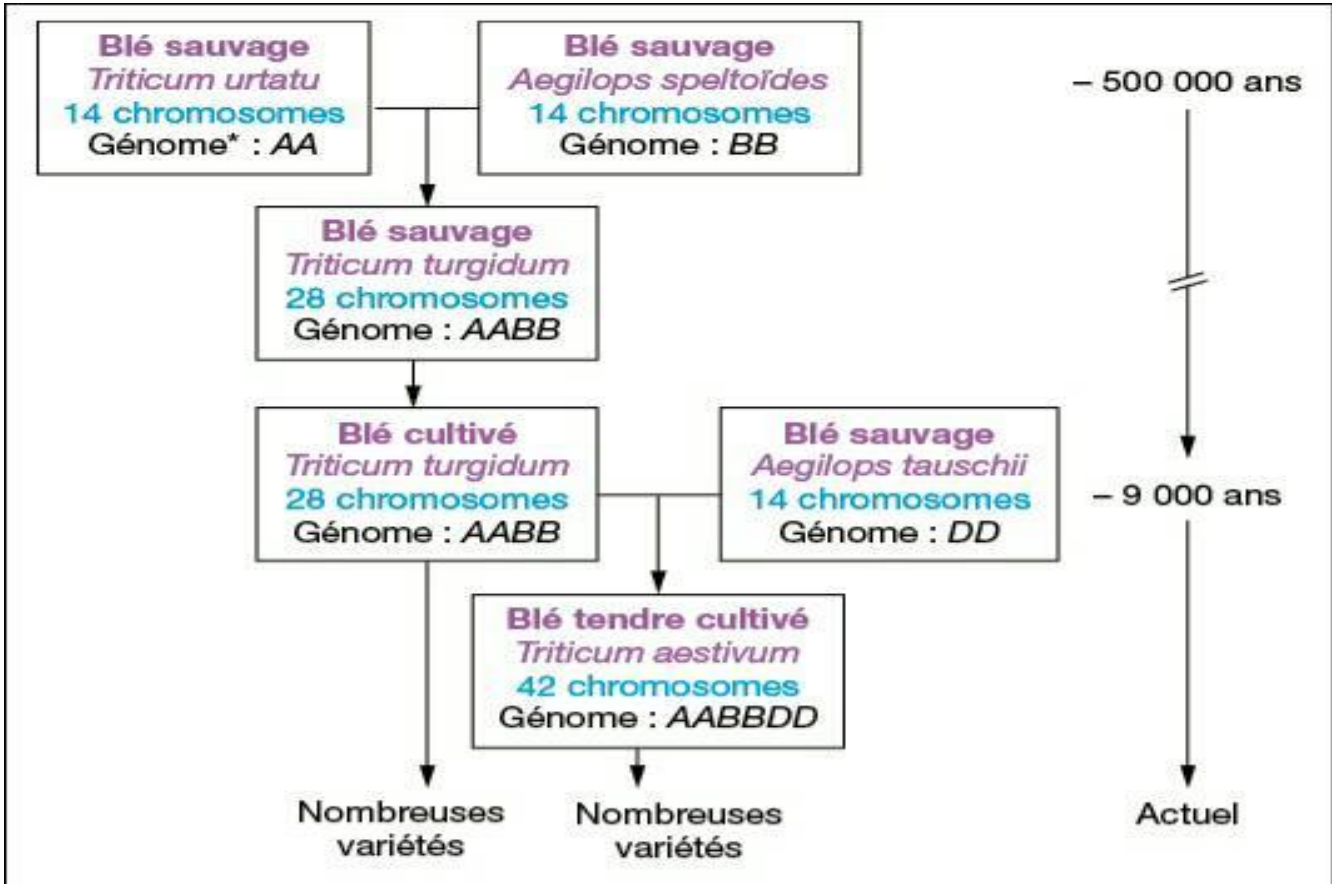 Blé sauvage
Triticum urtatu
14 chromosomes
Génome* : AA
Blé sauvage
Aegilops speltoïdes
14 chromosomes
Génome : BB
– 500 000 ans
Blé sauvage
Triticum turgidum
28 chromosomes
Génome : AABB
Blé cultivé
Triticum turgidum
28 chromosomes
Génome : AABB
Blé sauvage
Aegilops tauschii
14 chromosomes
Génome : DD
– 9 000 ans
Blé tendre cultivé
Triticum aestivum
42 chromosomes
Génome : AABBDD
Nombreuses
variétés
Nombreuses
variétés
Actuel